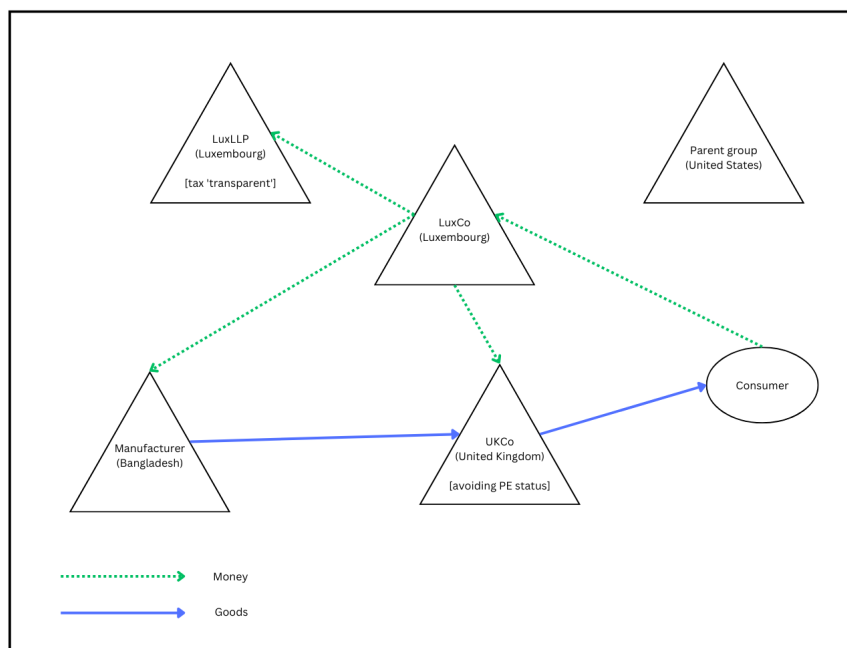 LuxLLP
(Luxembourg)
[tax 'transparent']
Parent group
(United States)
LuxCo
(Luxembourg)
Consumer
Manufacturer
(Bangladesh)
UKCo
(United Kingdom)
[avoiding PE status]
Money
Goods